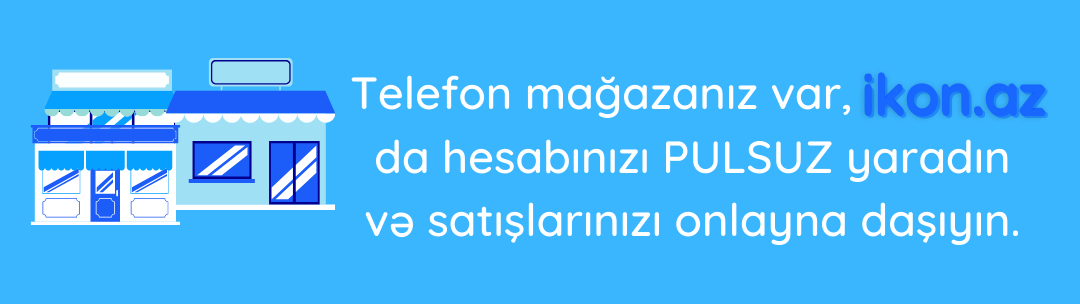 Telefon mağazanız var, ikon.az
da hesabınızı PULSUZ yaradın
və satışlarınızı onlayna daşıyın.